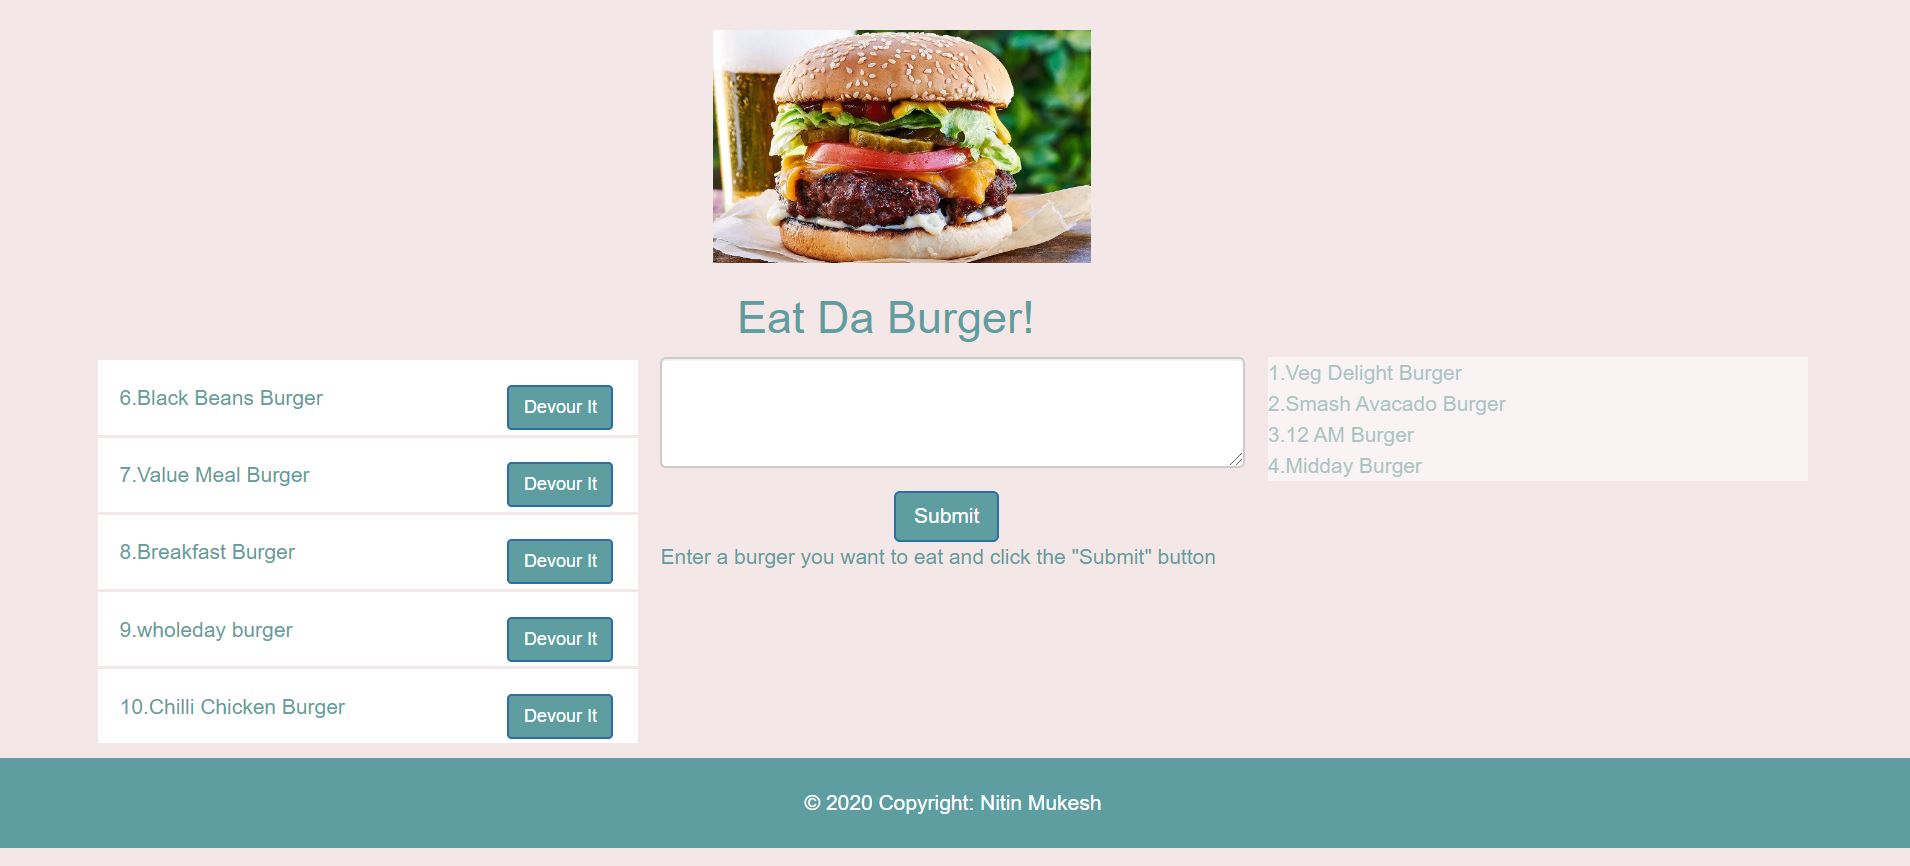 Eat Da Burger!
6.Black Beans Burger
Devour It
7.Value Meal Burger
Devour It
8.Breakfast Burger
Devour It
9.wholeday burger
Devour It
10.Chilli Chicken Burger
Devour It
Submit
Enter a burger you want to eat and click the "Submit" button
1.Veg Delight Burger
2.Smash Avacado Burger
3.12 AM Burger
4.Midday Burger
© 2020 Copyright: Nitin Mukesh